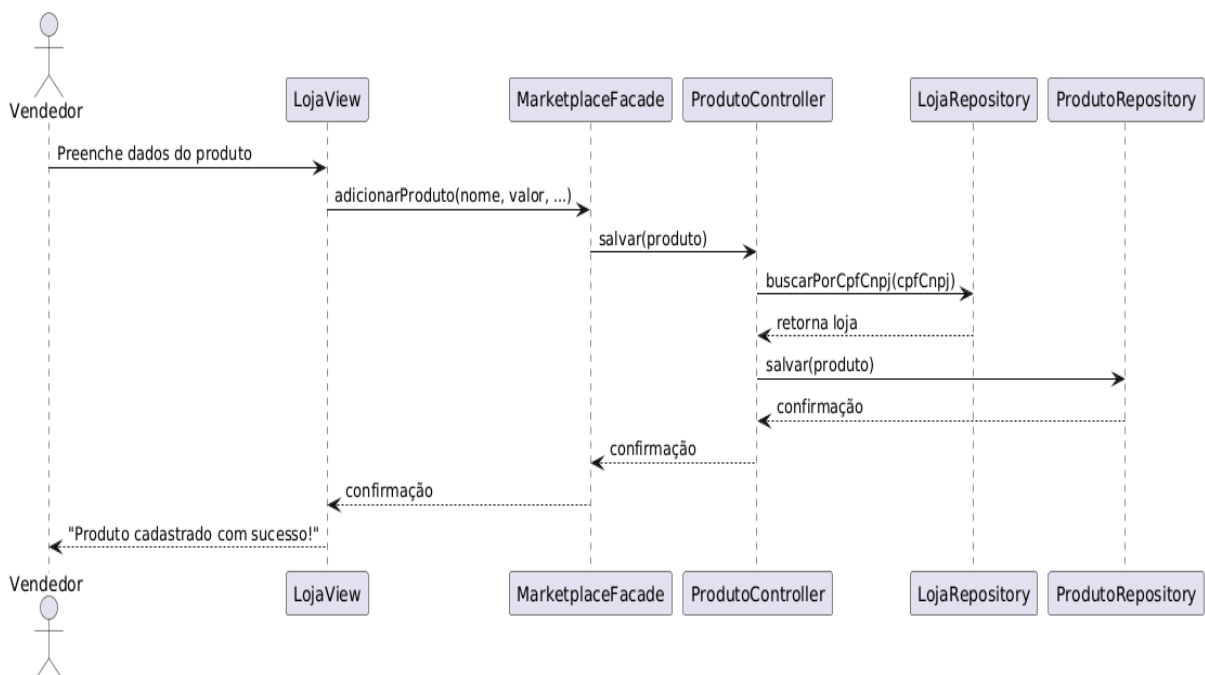 Vendedor
LojaView
MarketplaceFacade
ProdutoController
LojaRepository
ProdutoRepository
Preenche dados do produto
adicionarProduto(nome, valor, ...)
salvar(produto)
buscarPorCpfCnpj(cpfCnpj)
retorna loja
salvar(produto)
confirmação
confirmação
confirmação
"Produto cadastrado com sucesso!"
Vendedor
LojaView
MarketplaceFacade
ProdutoController
LojaRepository
ProdutoRepository